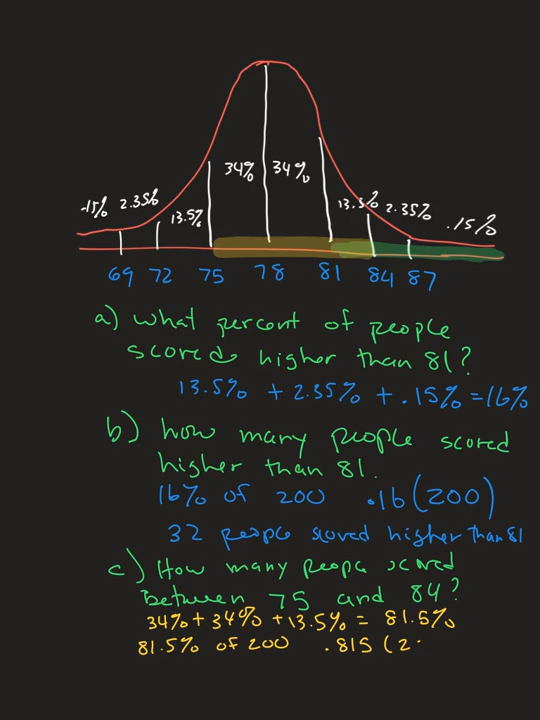 .15% 2.35% 13.5% 34% 34% 13.5% 2.35% .15%
69 72 75 78 81 84 87
a) what percent of people
scored higher than 81?
13.5% + 2.35% + .15% = 16%
b) how many people scored
higher than 81.
16% of 200 .16 (200)
32 people scored higher than 81
c) How many people scored
between 75 and 84?
34% + 34% + 13.5% = 81.5%
81.5% of 200 .815 (2